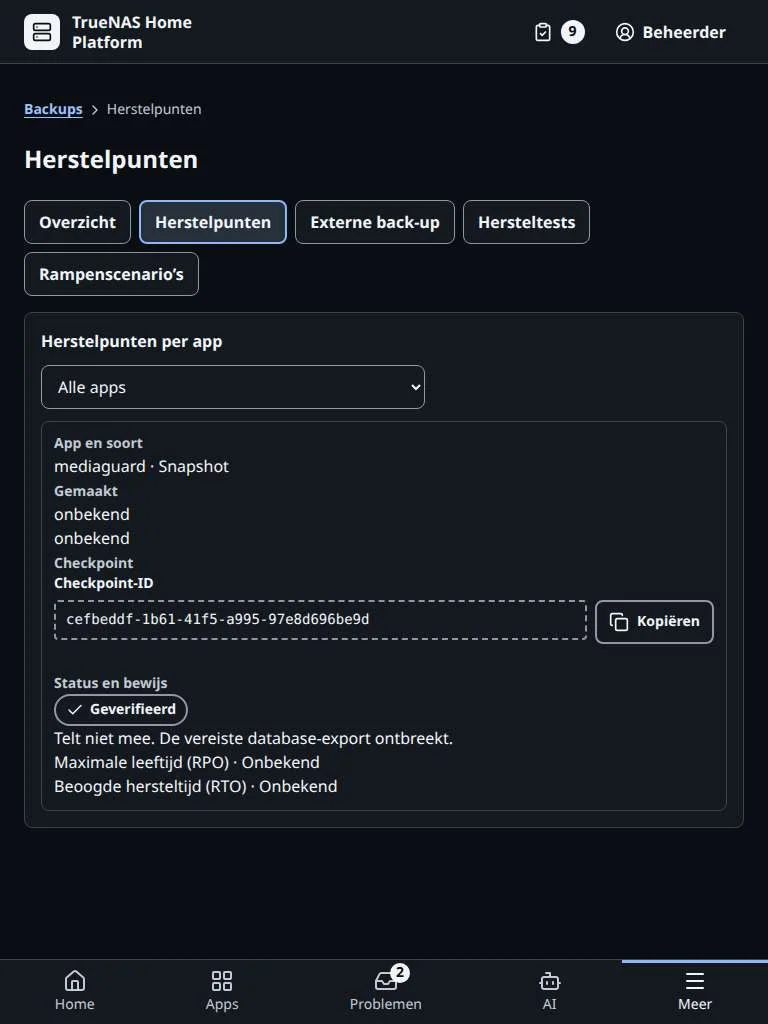 TrueNAS Home
Platform
9
Beheerder
Backups > Herstelpunten
Herstelpunten
Overzicht
Herstelpunten
Externe back-up
Hersteltests
Rampenscenario’s
Herstelpunten per app
Alle apps
App en soort
mediaguard · Snapshot
Gemaakt
onbekend
onbekend
Checkpoint
Checkpoint-ID
cefbeddf-1b61-41f5-a995-97e8d696be9d
Kopiëren
Status en bewijs
Geverifieerd
Telt niet mee. De vereiste database-export ontbreekt.
Maximale leeftijd (RPO) · Onbekend
Beoogde hersteltijd (RTO) · Onbekend
Home
Apps
2
Problemen
AI
Meer